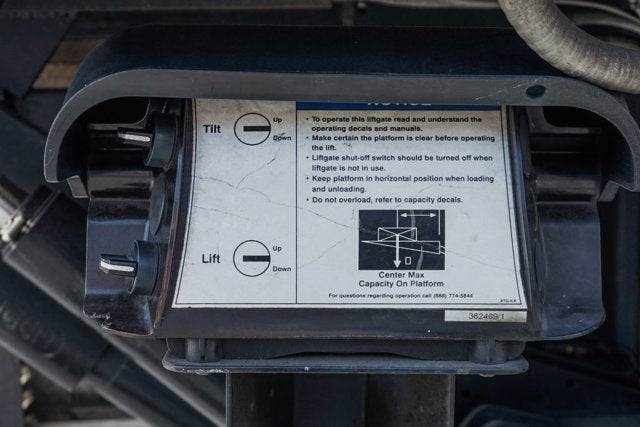 NOTICE
Tilt
Up
Down
• To operate this liftgate read and understand the
operating decals and manuals.
• Make certain the platform is clear before operating
the lift.
• Liftgate shut-off switch should be turned off when
liftgate is not in use.
• Keep platform in horizontal position when loading
and unloading.
• Do not overload, refer to capacity decals.
Lift
Up
Down
Center Max
Capacity On Platform
For questions regarding operation call (888) 774-5844
362469/1